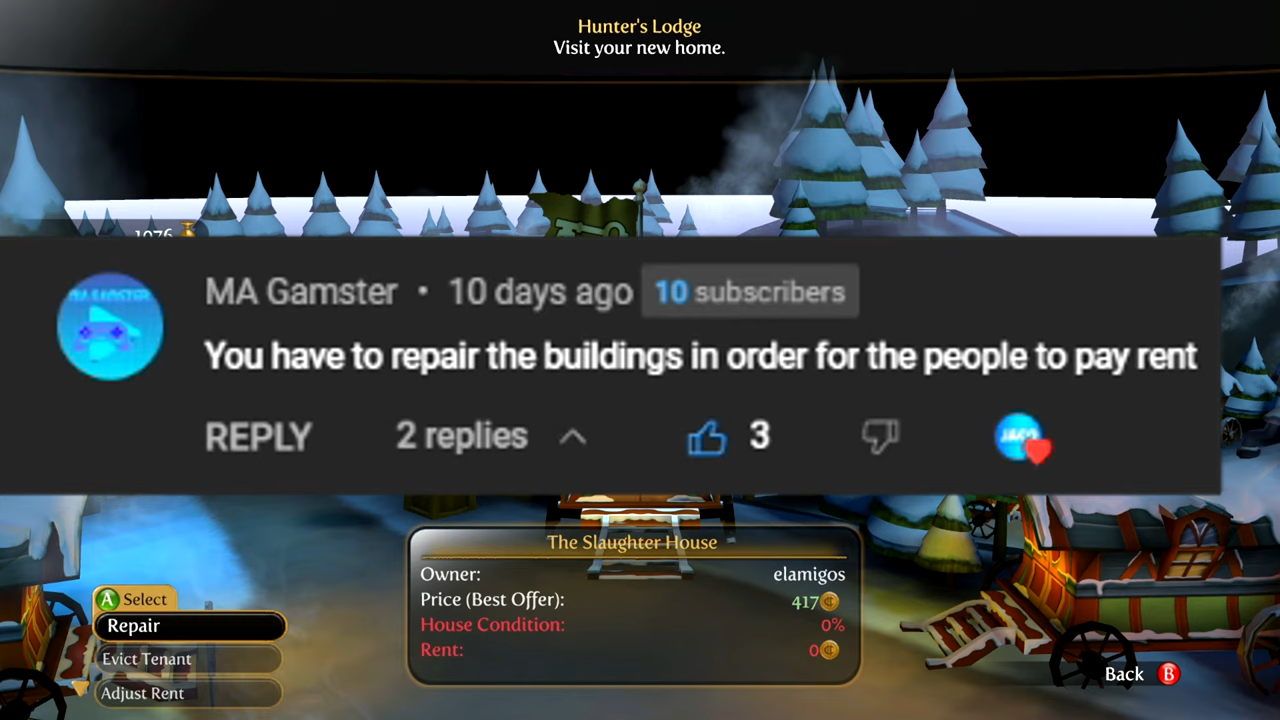 Hunter's Lodge
Visit your new home.
1076
MA Gamster • 10 days ago 10 subscribers
You have to repair the buildings in order for the people to pay rent
REPLY 2 replies 3
The Slaughter House
Owner: elamigos
Price (Best Offer): 417
House Condition: 0%
Rent: 0
A Select
Repair
Evict Tenant
Adjust Rent
Back B